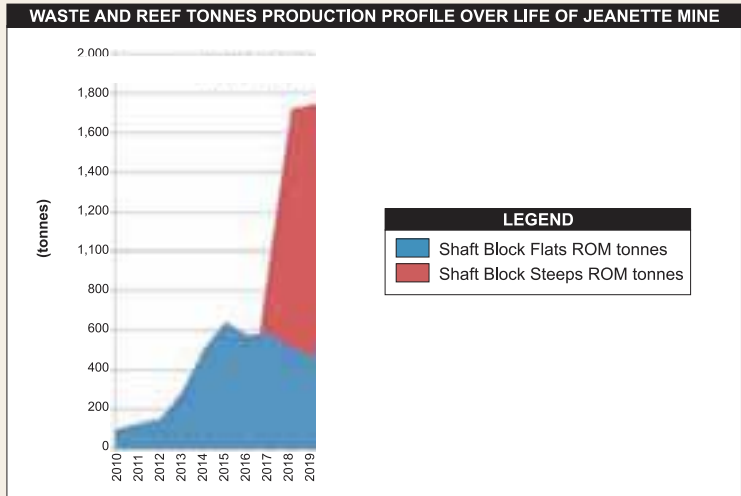 WASTE AND REEF TONNES PRODUCTION PROFILE OVER LIFE OF JEANETTE MINE
2 000
1,800
1,600
1,400
1,200
1,100
800
600
400
200
0
(tonnes)
2010 2011 2012 2013 2014 2015 2016 2017 2018 2019
LEGEND
Shaft Block Flats ROM tonnes
Shaft Block Steeps ROM tonnes